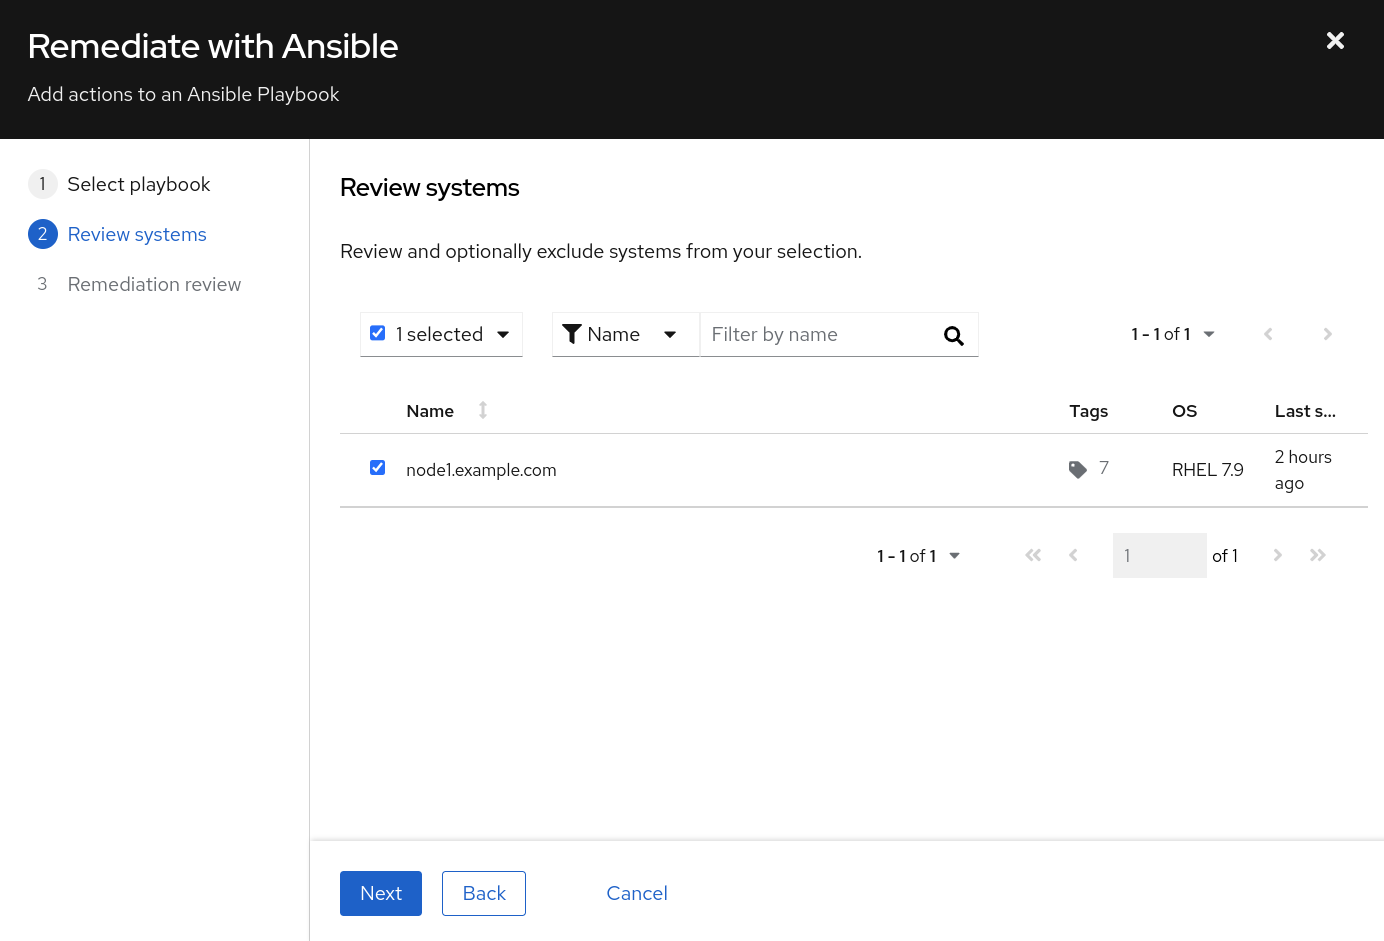 Remediate with Ansible
Add actions to an Ansible Playbook
1 Select playbook
2 Review systems
3 Remediation review
Review systems
Review and optionally exclude systems from your selection.
1 selected Name Filter by name 1 - 1 of 1
Name Tags OS Last s...
node1.example.com 7 RHEL 7.9 2 hours
ago
1 - 1 of 1 1 of 1
Next Back Cancel